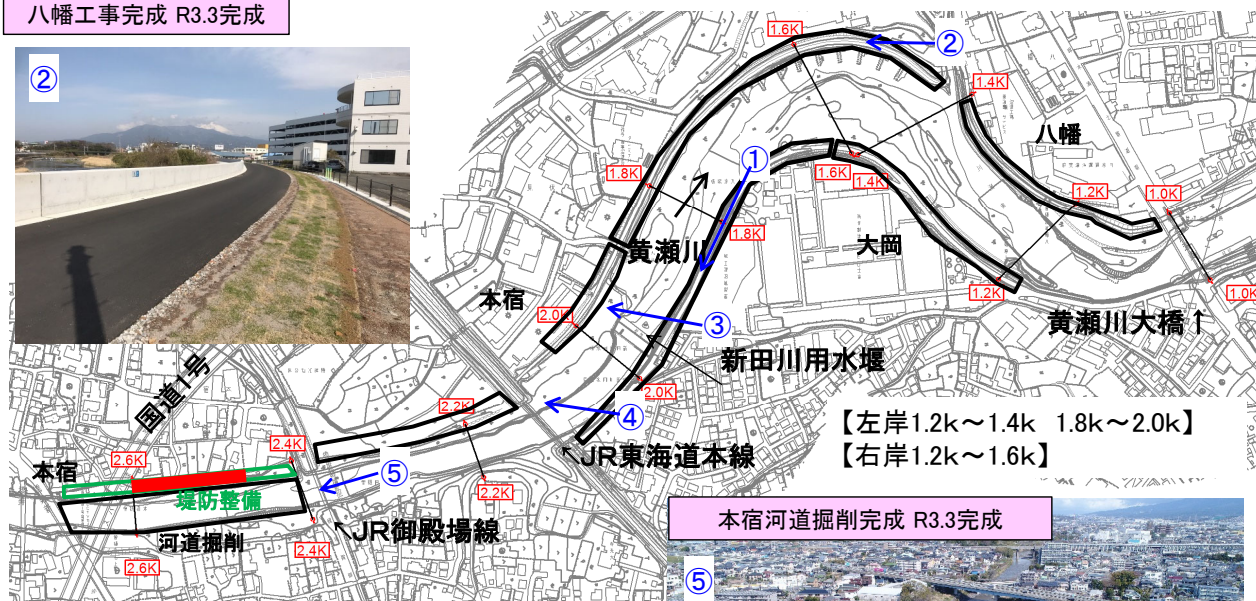 八幡工事完成 R3.3完成
②
1.6K
②
1.4K
八幡
①
1.6K
1.4K
1.8K
1.2K
1.0K
1.8K
黄瀬川
大岡
本宿
1.2K
1.0K
2.0K
③
黄瀬川大橋↑
新田川用水堰
国道1号
2.0K
2.2K
④
【左岸1.2k～1.4k 1.8k～2.0k】
【右岸1.2k～1.6k】
2.4K
2.6K
↖JR東海道本線
本宿
⑤
堤防整備
2.2K
河道掘削
↖JR御殿場線
2.4K
2.6K
本宿河道掘削完成 R3.3完成
⑤